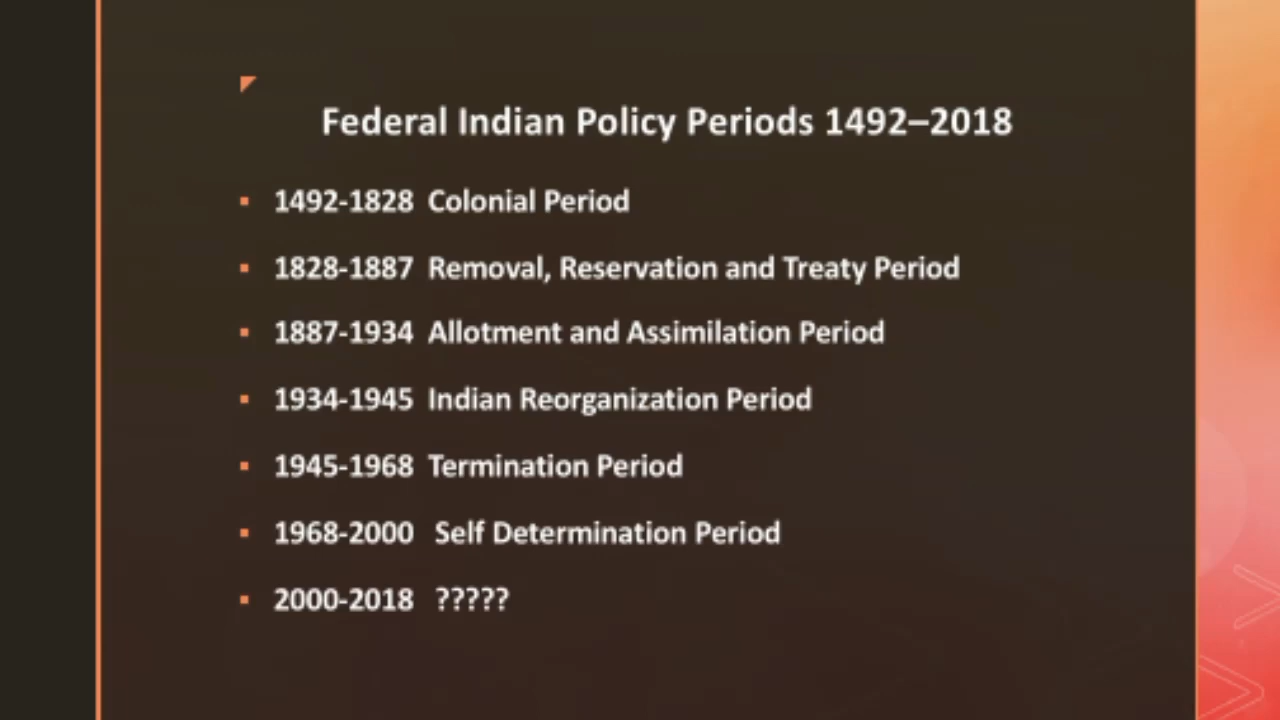 Federal Indian Policy Periods 1492–2018
1492-1828 Colonial Period
1828-1887 Removal, Reservation and Treaty Period
1887-1934 Allotment and Assimilation Period
1934-1945 Indian Reorganization Period
1945-1968 Termination Period
1968-2000 Self Determination Period
2000-2018 ?????